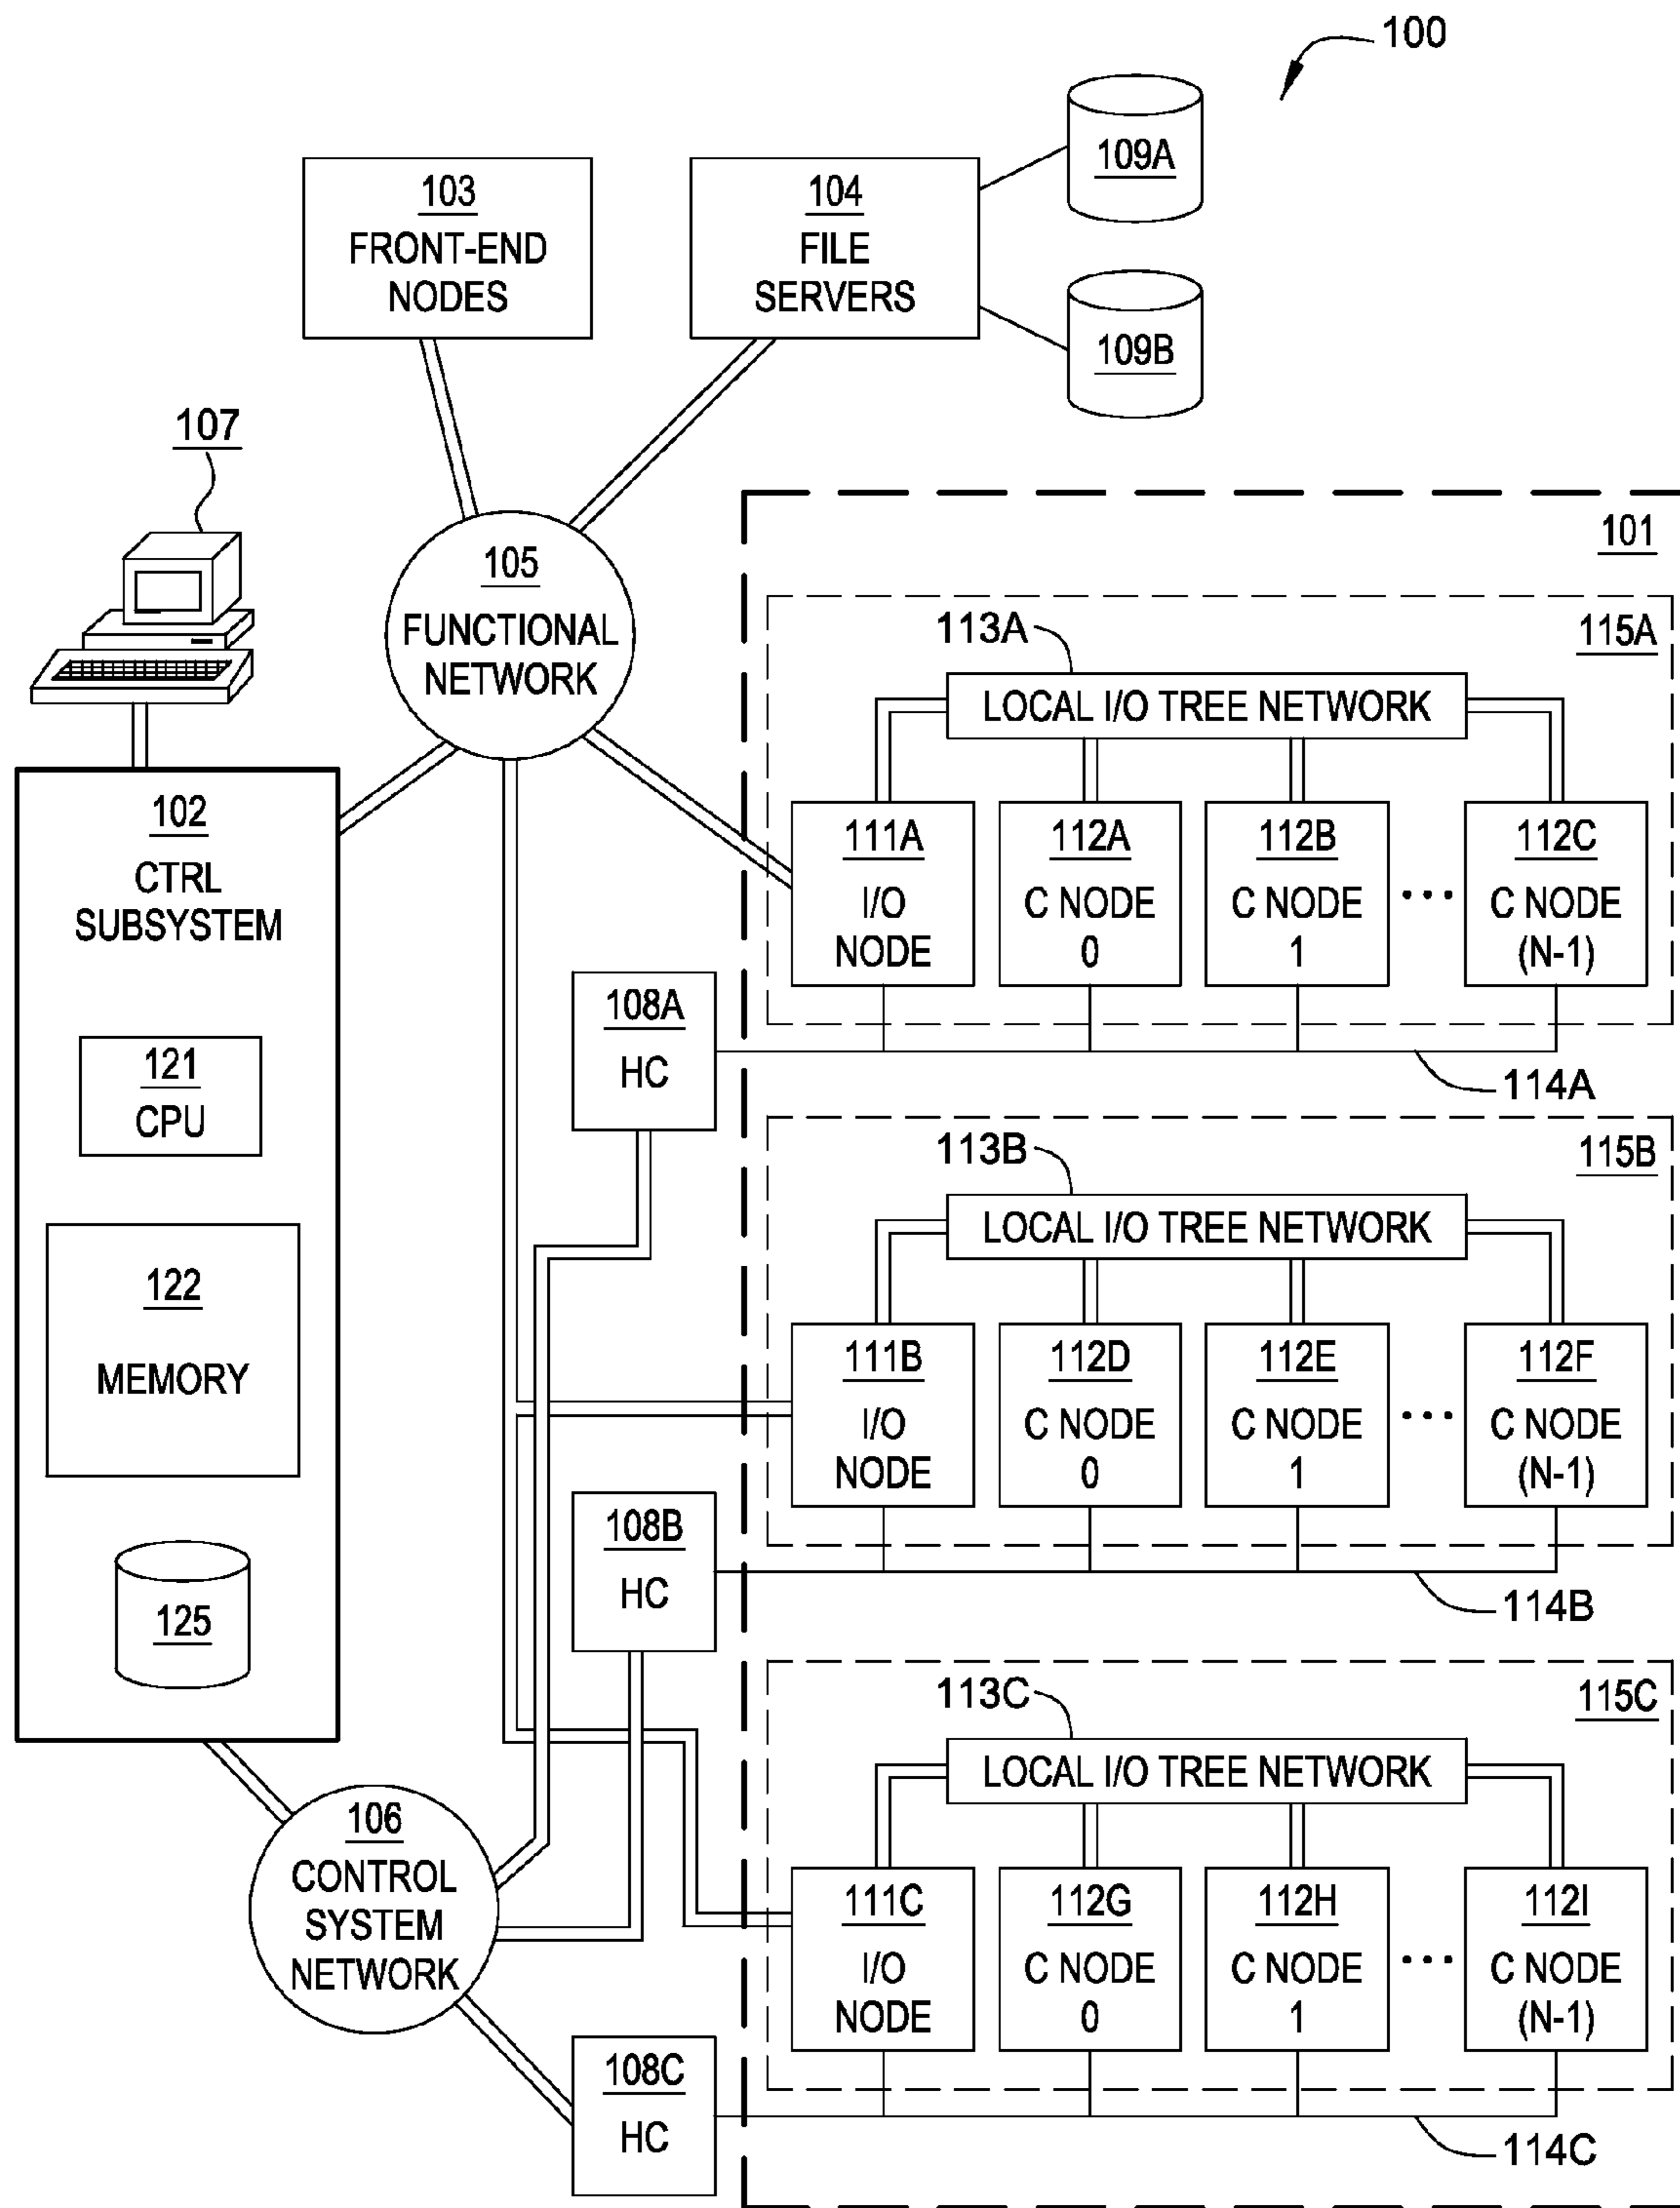 100
109A
103
FRONT-END
NODES
104
FILE
SERVERS
109B
107
101
105
FUNCTIONAL
NETWORK
102
CTRL
SUBSYSTEM
121
CPU
122
MEMORY
125
106
CONTROL
SYSTEM
NETWORK
108A
HC
108B
HC
108C
HC
113A
115A
LOCAL I/O TREE NETWORK
111A
I/O
NODE
112A
C NODE
0
112B
C NODE
1
•••
112C
C NODE
(N-1)
114A
113B
115B
LOCAL I/O TREE NETWORK
111B
I/O
NODE
112D
C NODE
0
112E
C NODE
1
•••
112F
C NODE
(N-1)
114B
113C
115C
LOCAL I/O TREE NETWORK
111C
I/O
NODE
112G
C NODE
0
112H
C NODE
1
•••
112I
C NODE
(N-1)
114C